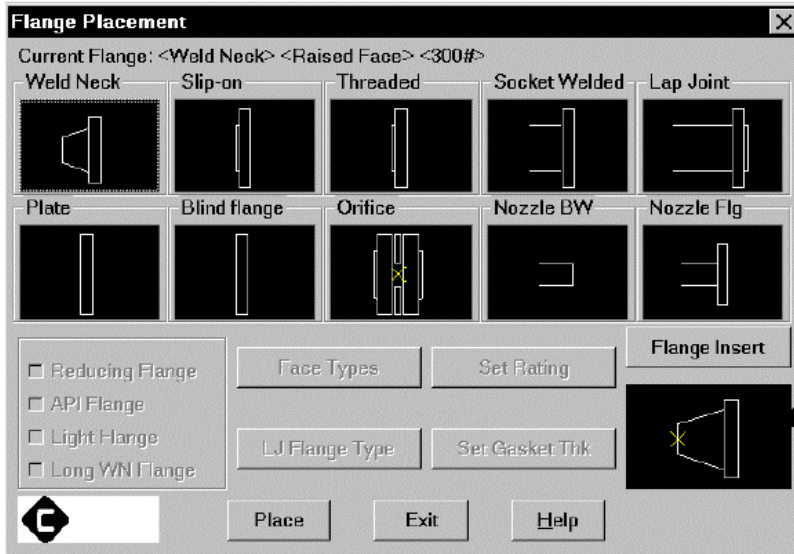 Flange Placement
Current Flange: <Weld Neck> <Raised Face> <300#>
Weld Neck Slip-on Threaded Socket Welded Lap Joint
Plate Blind flange Orifice Nozzle BW Nozzle Flg
Flange Insert
Reducing Flange Face Types Set Rating
API Flange
Light Flange LJ Flange Type Set Gasket Thk
Long WN Flange
C Place Exit Help